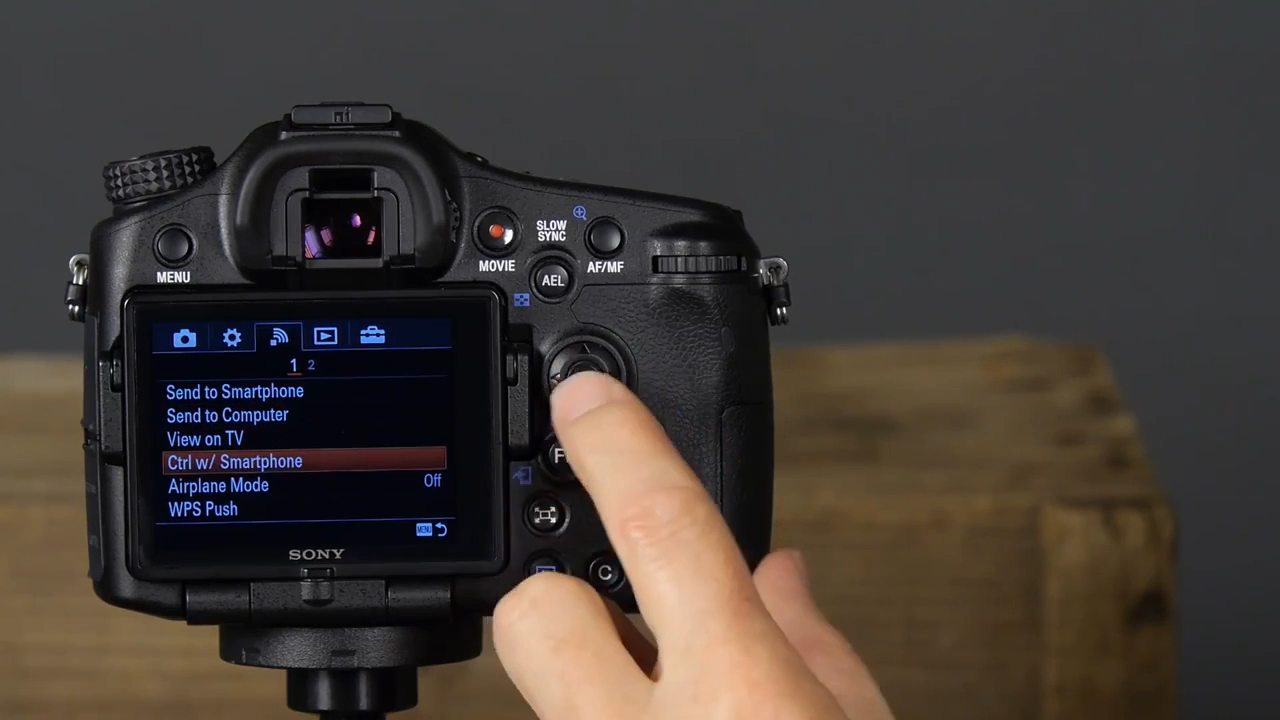 MENU
MOVIE
SLOW
SYNC
AEL
AF/MF
1 2
Send to Smartphone
Send to Computer
View on TV
Ctrl w/ Smartphone
Airplane Mode Off
WPS Push
MENU
SONY
C